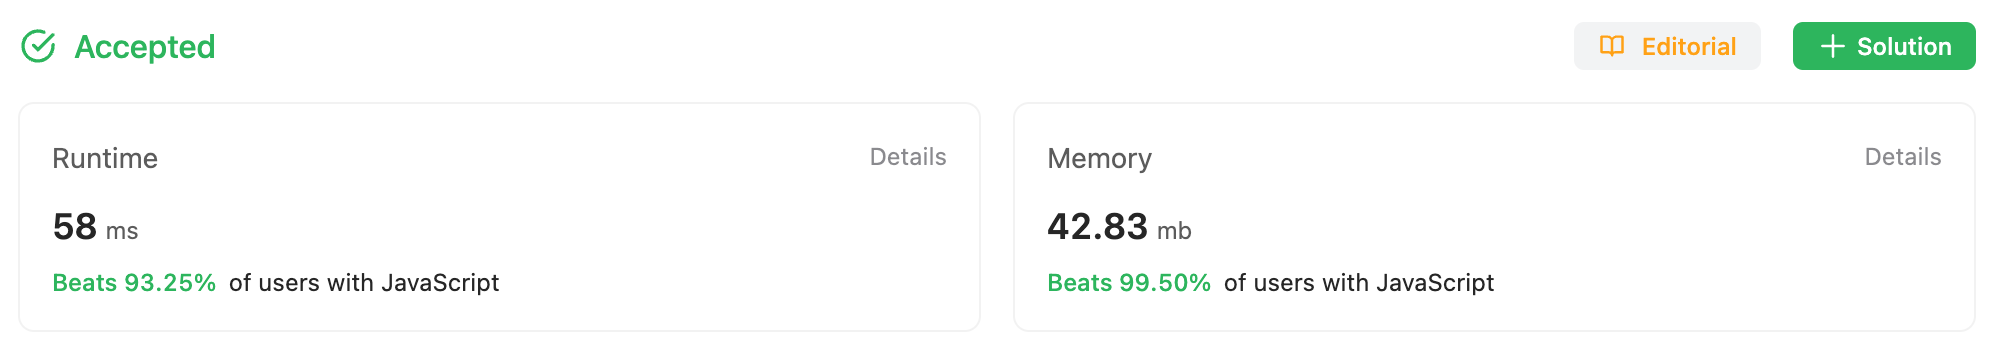 Accepted
Editorial
Solution
Runtime
Details
58 ms
Beats 93.25% of users with JavaScript
Memory
Details
42.83 mb
Beats 99.50% of users with JavaScript